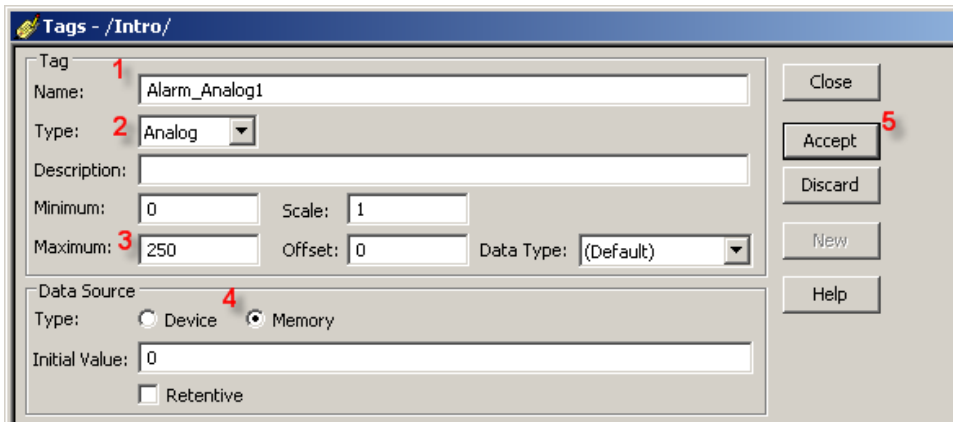 Tags - /Intro/
Tag
1
Name: Alarm_Analog1
Type: 2 Analog
Description:
Minimum: 0 Scale: 1
Maximum: 3 250 Offset: 0 Data Type: (Default)
Data Source
4
Type: Device Memory
Initial Value: 0
Retentive
Close
5
Accept
Discard
New
Help